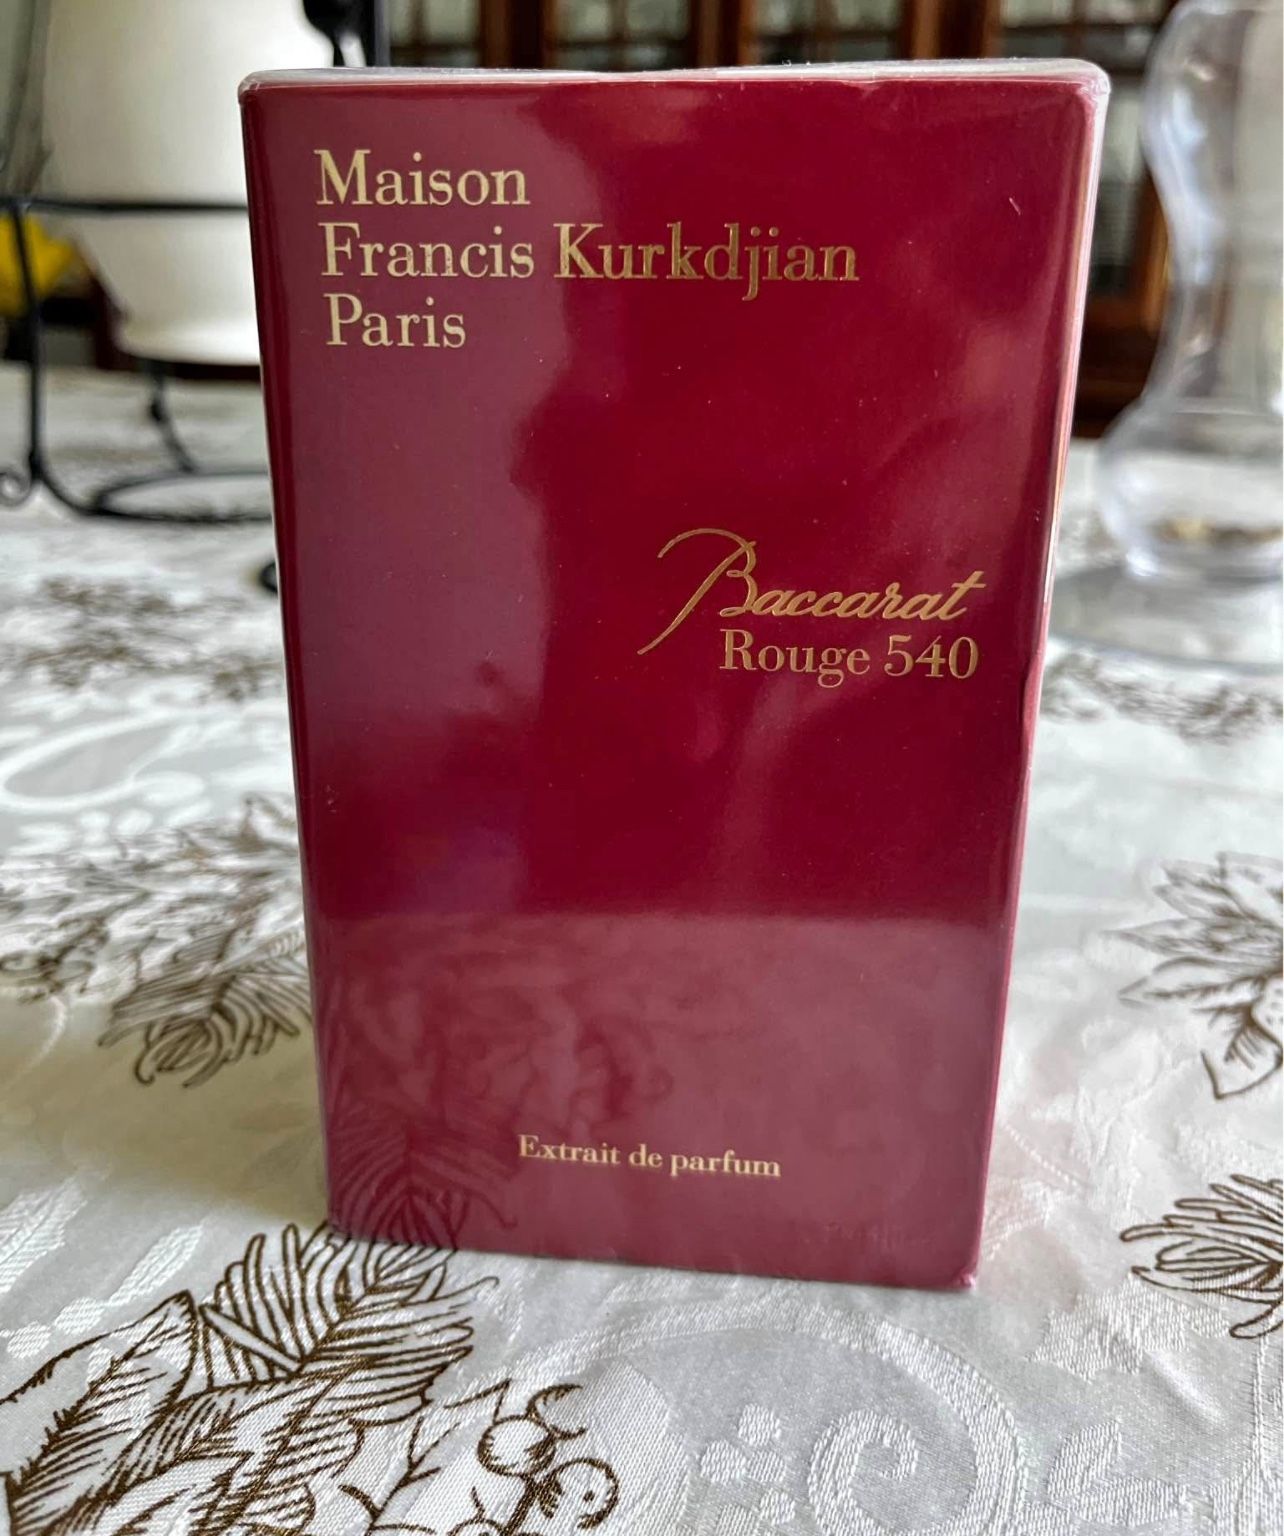 Maison
Francis Kurkdjian
Paris
Baccarat
Rouge 540
Extrait de parfum